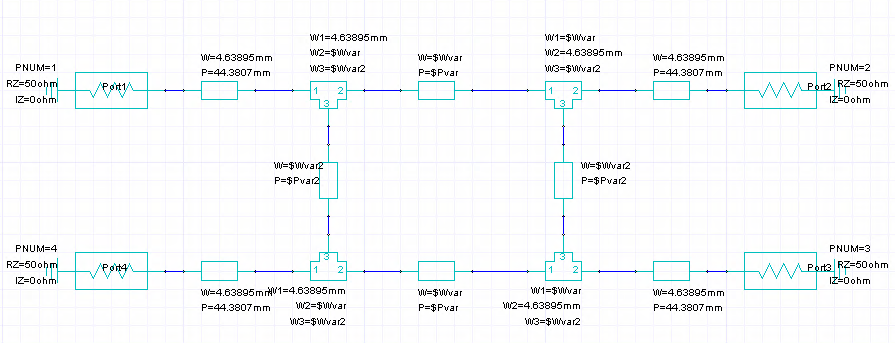 PNUM=1
RZ=50ohm
IZ=0ohm
Port1
W=4.63895mm
P=44.3807mm
W1=4.63895mm
W2=$Wvar
W3=$Wvar2
1 2
3
W=$Wvar
P=$Pvar
W1=$Wvar
W2=4.63895mm
W3=$Wvar2
1 2
3
W=4.63895mm
P=44.3807mm
PNUM=2
RZ=50ohm
IZ=0ohm
Port2
W=$Wvar2
P=$Pvar2
W=$Wvar2
P=$Pvar2
PNUM=4
RZ=50ohm
IZ=0ohm
Port4
W=4.63895mm
P=44.3807mm
3
1 2
W1=4.63895mm
W2=$Wvar
W3=$Wvar2
W=$Wvar
P=$Pvar
3
1 2
W1=$Wvar
W2=4.63895mm
W3=$Wvar2
W=4.63895mm
P=44.3807mm
PNUM=3
RZ=50ohm
IZ=0ohm
Port3